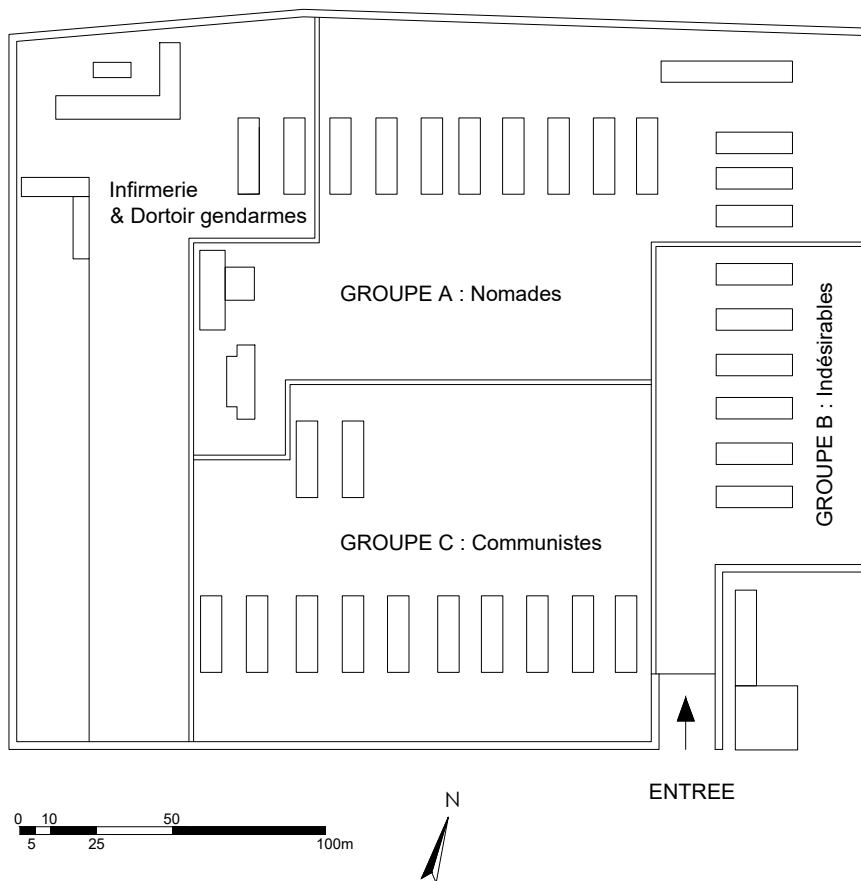 Infirmerie
& Dortoir gendarmes
GROUPE A : Nomades
GROUPE B : Indésirables
GROUPE C : Communistes
ENTREE
0 10 50
5 25 100m
N